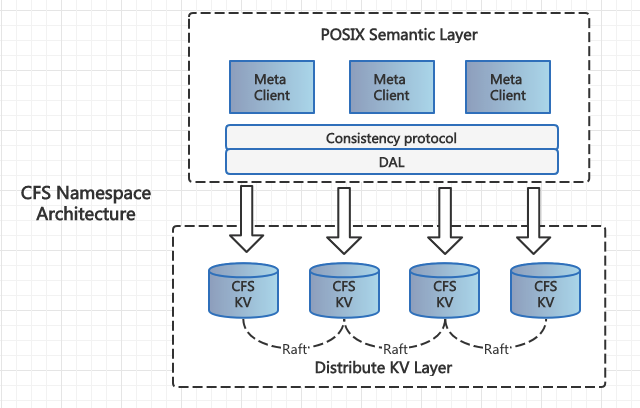 POSIX Semantic Layer
Meta
Client
Meta
Client
Meta
Client
Consistency protocol
DAL
CFS Namespace
Architecture
CFS
KV
CFS
KV
CFS
KV
CFS
KV
Raft
Raft
Raft
Distribute KV Layer